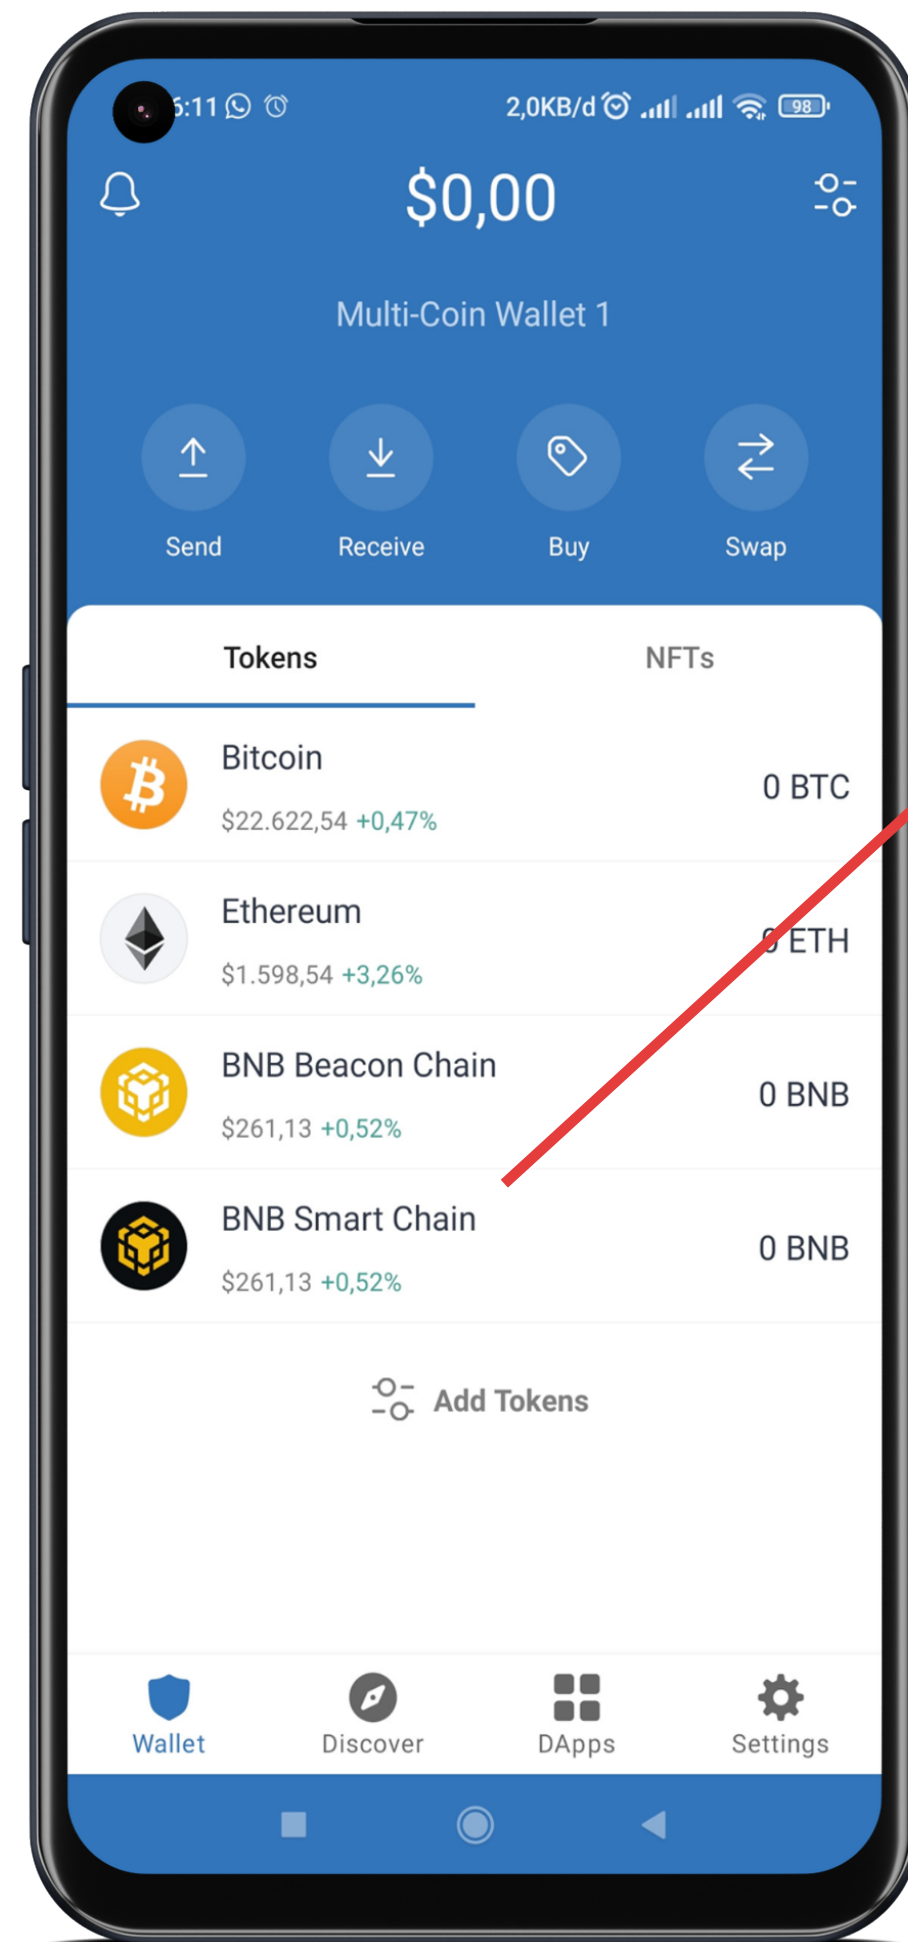 6:11
2,0KB/d
98
$0,00
Multi-Coin Wallet 1
Send Receive Buy Swap
Tokens NFTs
Bitcoin
0 BTC
$22.622,54 +0,47%
Ethereum
0 ETH
$1.598,54 +3,26%
BNB Beacon Chain
0 BNB
$261,13 +0,52%
BNB Smart Chain
0 BNB
$261,13 +0,52%
Add Tokens
Wallet Discover DApps Settings